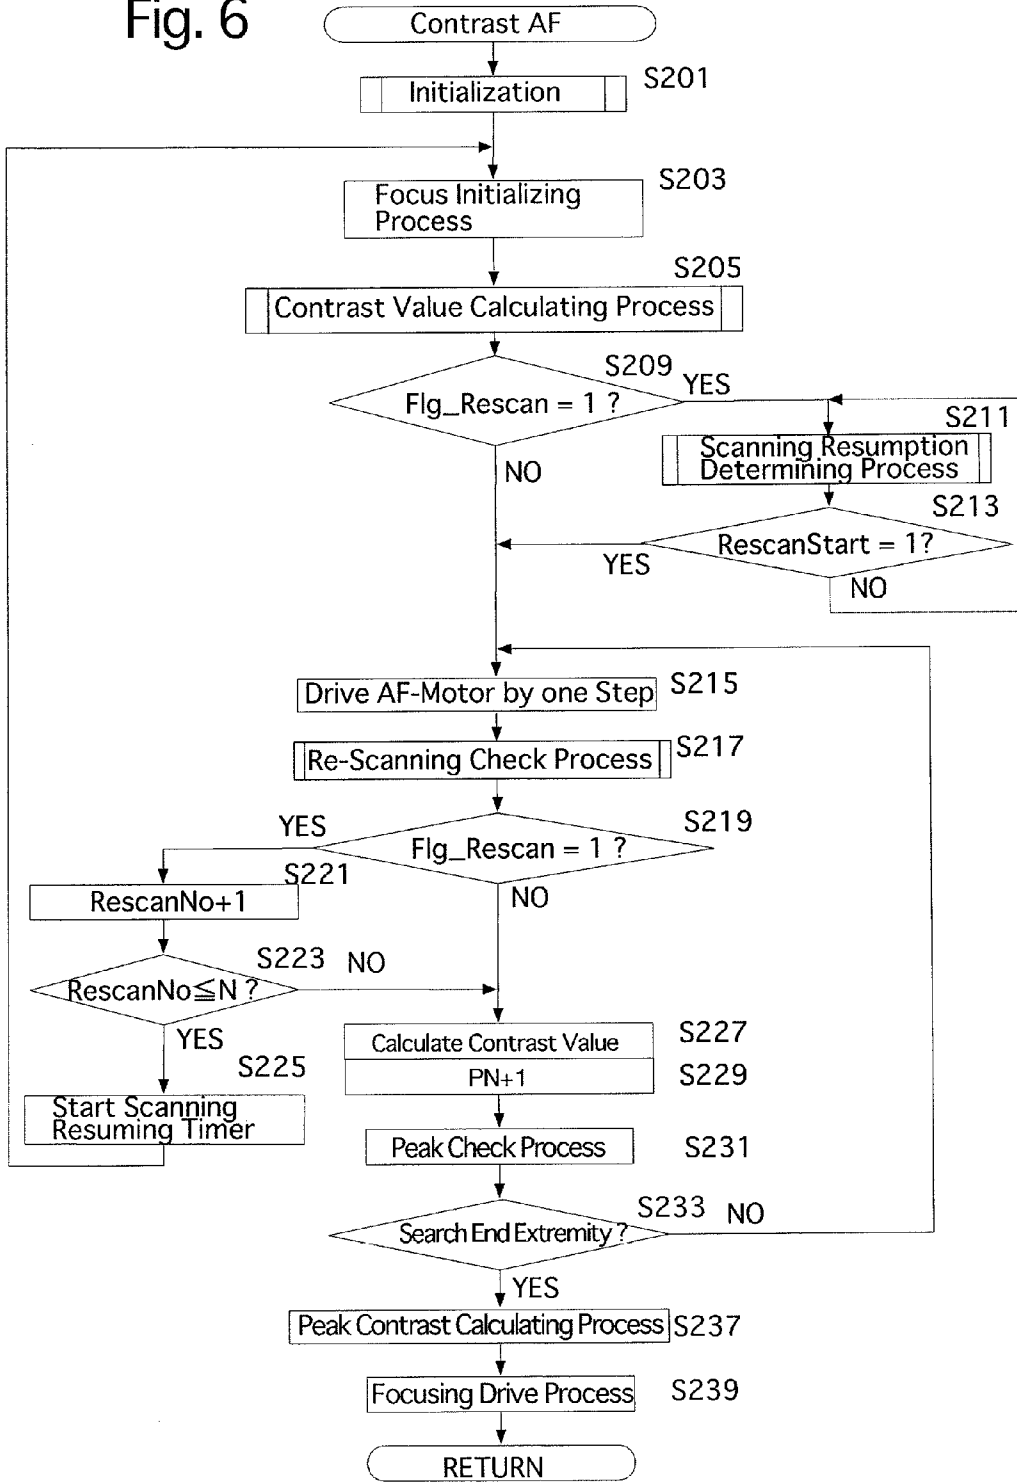 Fig. 6
Contrast AF
Initialization
S201
Focus Initializing
Process
S203
S205
Contrast Value Calculating Process
S209
Flg_Rescan = 1 ?
YES
NO
S211
Scanning Resumption
Determining Process
S213
RescanStart = 1?
YES
NO
Drive AF-Motor by one Step
S215
Re-Scanning Check Process
S217
S219
Flg_Rescan = 1 ?
YES
NO
S221
RescanNo+1
S223
NO
RescanNo≦N ?
YES
S225
Start Scanning
Resuming Timer
Calculate Contrast Value
S227
PN+1
S229
Peak Check Process
S231
S233
NO
Search End Extremity ?
YES
Peak Contrast Calculating Process
S237
Focusing Drive Process
S239
RETURN